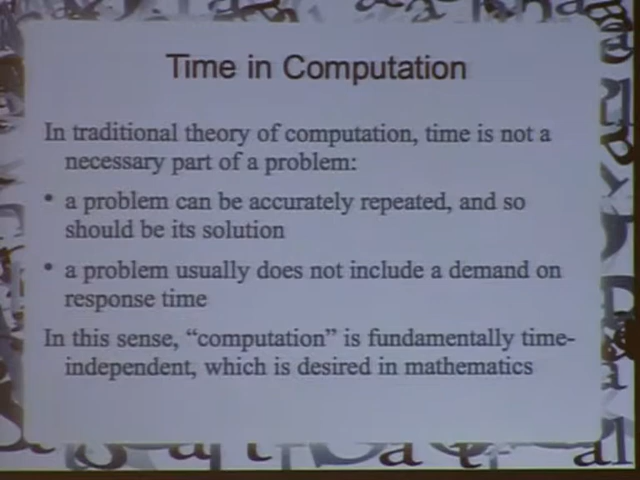 Time in Computation
In traditional theory of computation, time is not a
necessary part of a problem:
• a problem can be accurately repeated, and so
should be its solution
• a problem usually does not include a demand on
response time
In this sense, “computation” is fundamentally time-
independent, which is desired in mathematics